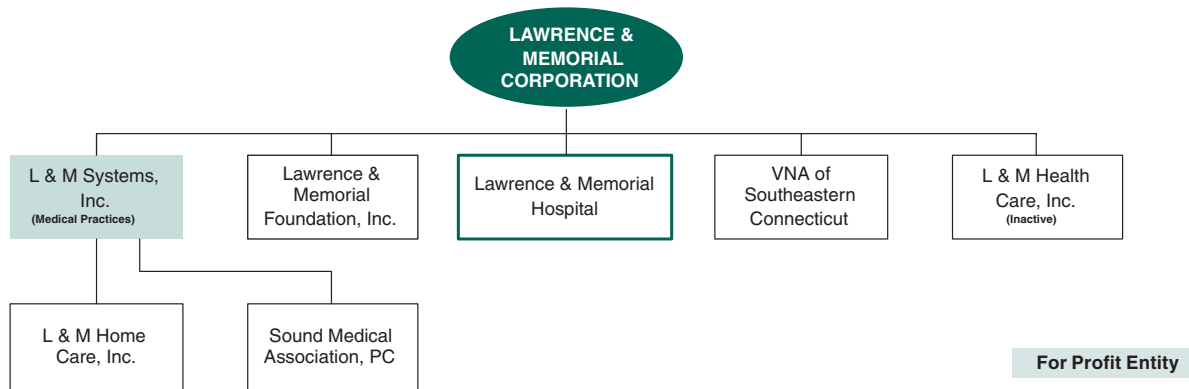 LAWRENCE &
MEMORIAL
CORPORATION
L & M Systems,
Inc.
(Medical Practices)
Lawrence &
Memorial
Foundation, Inc.
Lawrence & Memorial
Hospital
VNA of
Southeastern
Connecticut
L & M Health
Care, Inc.
(Inactive)
L & M Home
Care, Inc.
Sound Medical
Association, PC
For Profit Entity